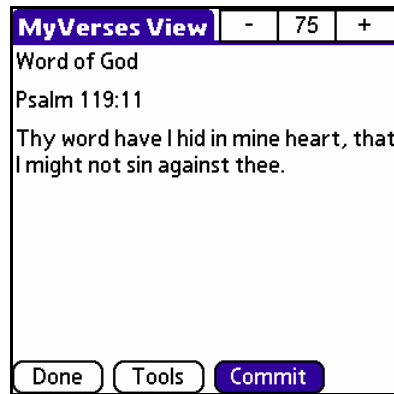 MyVerses View - 75 +
Word of God
Psalm 119:11
Thy word have I hid in mine heart, that
I might not sin against thee.
Done Tools Commit